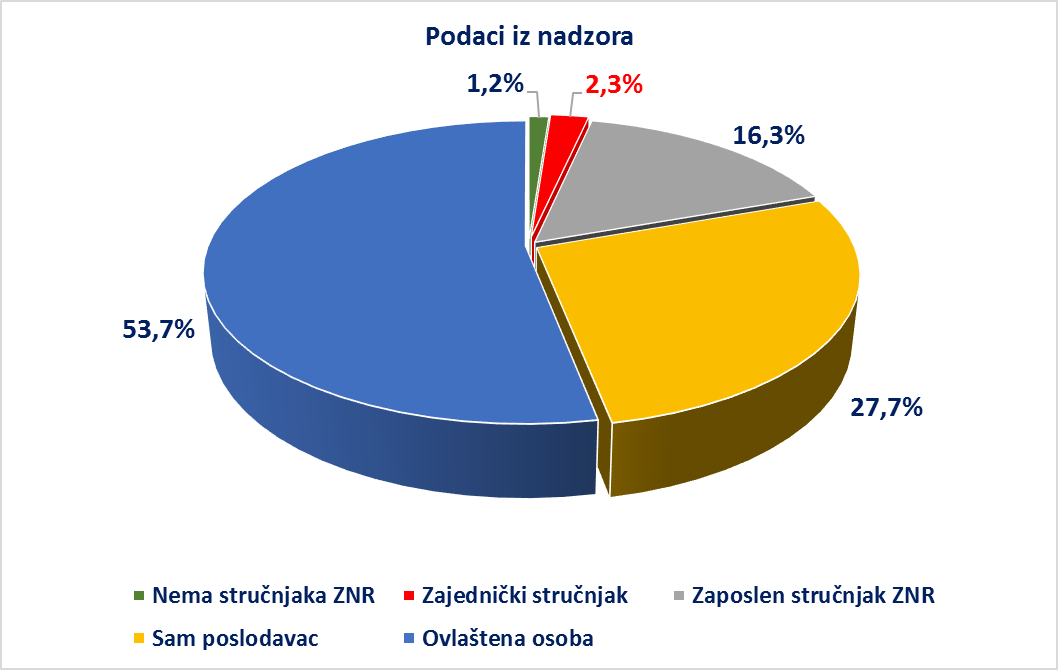 Podaci iz nadzora
1,2%
2,3%
16,3%
53,7%
27,7%
Nema stručnjaka ZNR
Zajednički stručnjak
Zaposlen stručnjak ZNR
Sam poslodavac
Ovlaštena osoba